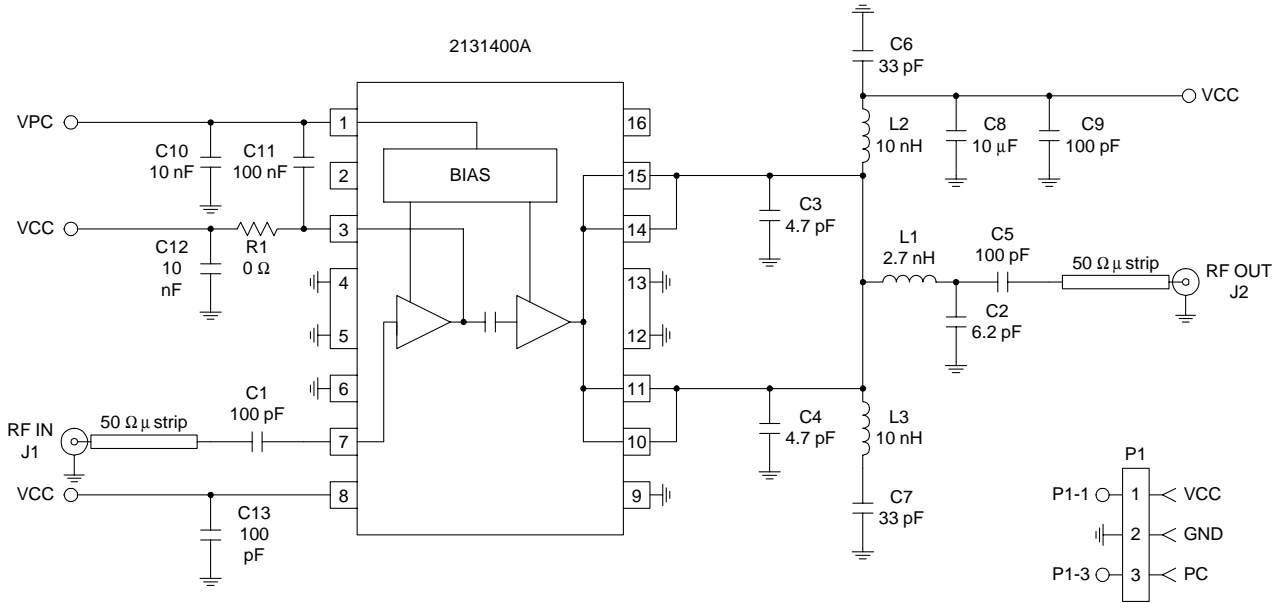 2131400A
C6
33 pF
VPC
1
16
VCC
C10
10 nF
C11
100 nF
2
BIAS
15
L2
10 nH
C8
10 μF
C9
100 pF
VCC
3
14
C3
4.7 pF
C12
10
nF
R1
0 Ω
L1
2.7 nH
C5
100 pF
50 Ω μ strip
RF OUT
J2
4
13
C2
6.2 pF
5
12
6
11
C1
100 pF
50 Ω μ strip
RF IN
J1
7
10
C4
4.7 pF
L3
10 nH
VCC
8
9
C13
100
pF
C7
33 pF
P1
P1-1
1
VCC
2
GND
P1-3
3
PC